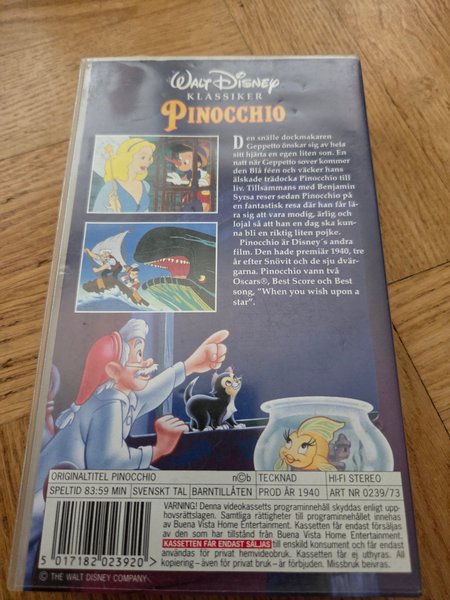 Walt Disney
KLASSIKER
PINOCCHIO
Den snälle dockmakaren
Geppetto önskar sig av hela
sitt hjärta en egen liten son. En
natt när Geppetto sover kommer
den Blå féen och väcker hans
älskade trädocka Pinocchio till
liv. Tillsammans med Benjamin
Syrsa reser sedan Pinocchio på
en fantastisk resa där han får lä-
ra sig att vara modig, ärlig och
lojal så att han en dag ska kun-
na bli en riktig liten pojke.
Pinocchio är Disney´s andra
film. Den hade premiär 1940, tre
år efter Snövit och de sju dvär-
garna. Pinocchio vann två
Oscars®, Best Score och Best
song, "When you wish upon a
star".
ORIGINALTITEL PINOCCHIO n©b TECKNAD HI-FI STEREO
SPELTID 83:59 MIN SVENSKT TAL BARNTILLÅTEN PROD ÅR 1940 ART NR 0239/73
VARNING! Denna videokassetts programinnehåll skyddas enligt upp-
hovsrättslagen. Samtliga rättigheter till programinnehållet innehas
av Buena Vista Home Entertainment. Kassetten får endast försäljas
av den som har tillstånd från Buena Vista Home Entertainment.
KASSETTEN FÅR ENDAST SÄLJAS till enskild konsument och får endast
användas för privat hemvideobruk. Kassetten får ej uthyras. All
kopiering – även för privat bruk – är förbjuden. Missbruk beivras.
5 017182 023920 >
© THE WALT DISNEY COMPANY